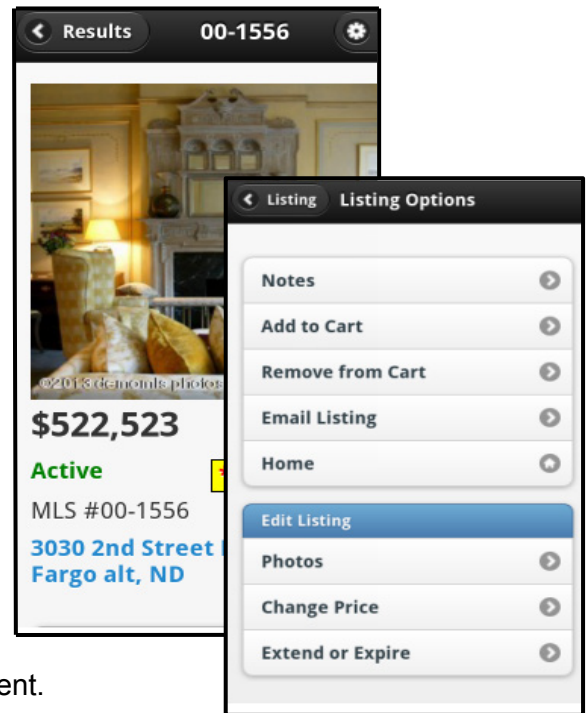 Results
00-1556
©2013 demomls photos
$522,523
Active
MLS #00-1556
3030 2nd Street
Fargo alt, ND
Listing
Listing Options
Notes
Add to Cart
Remove from Cart
Email Listing
Home
Edit Listing
Photos
Change Price
Extend or Expire
ent.